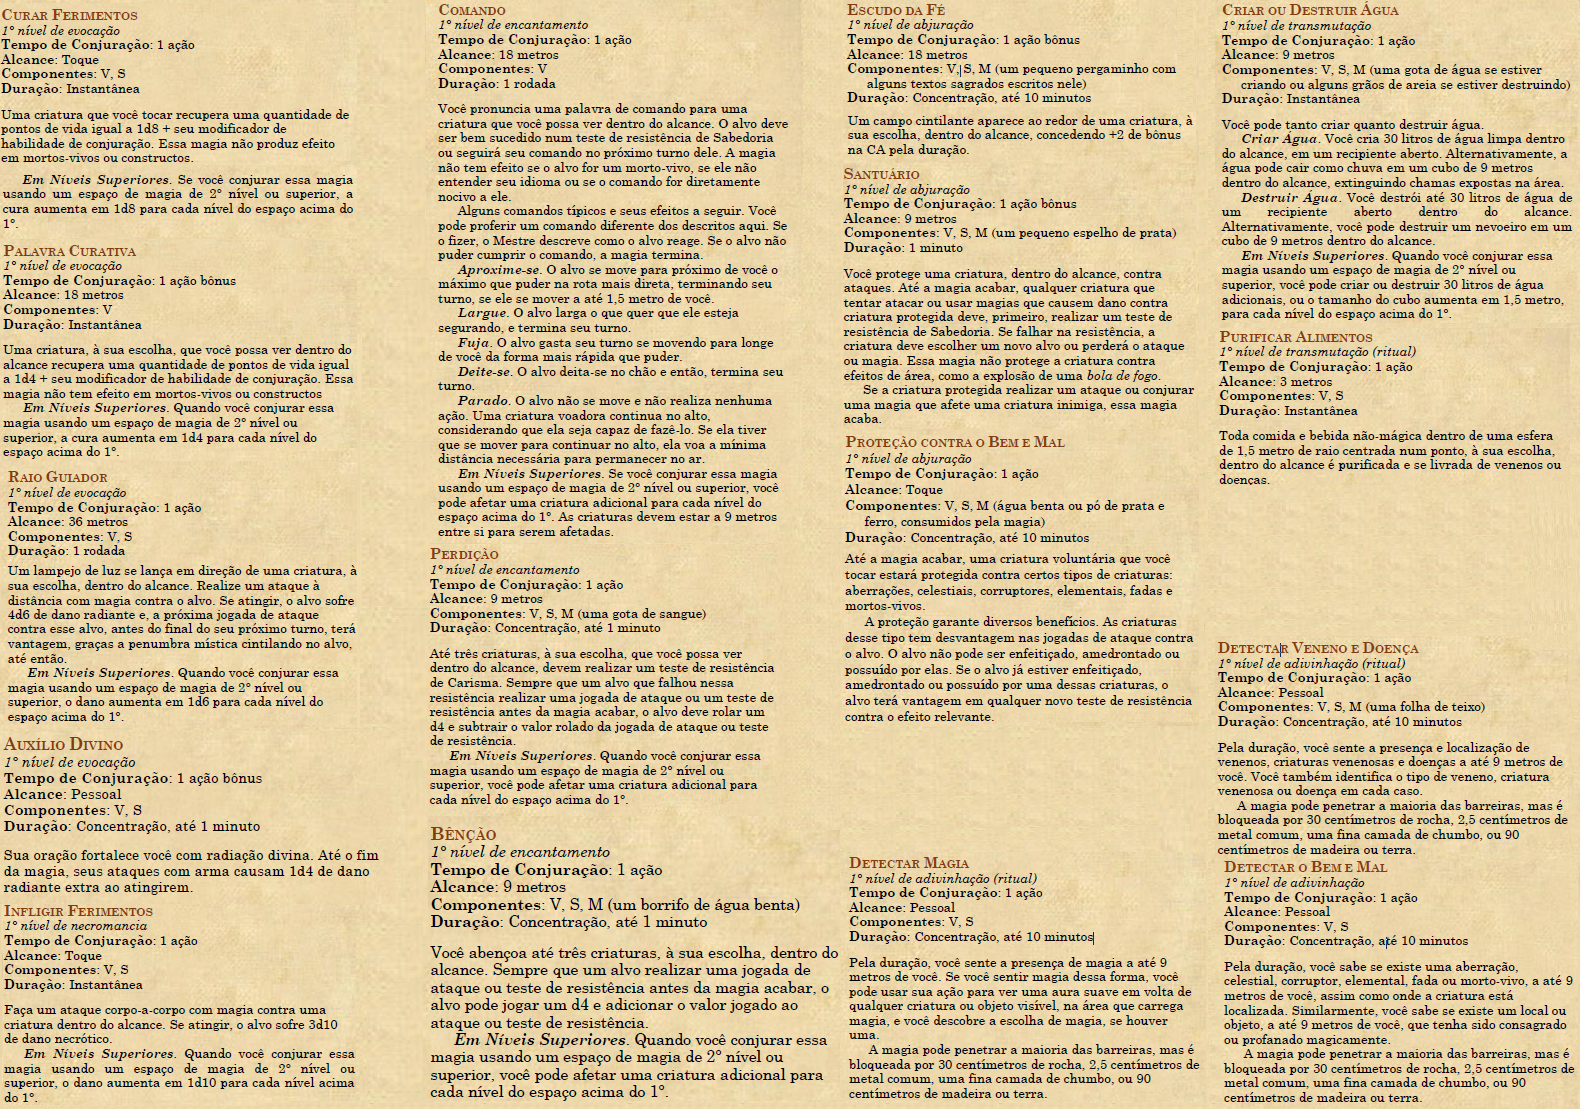 CURAR FERIMENTOS
1° nível de evocação
Tempo de Conjuração: 1 ação
Alcance: Toque
Componentes: V, S
Duração: Instantânea
Uma criatura que você tocar recupera uma quantidade de
pontos de vida igual a 1d8 + seu modificador de
habilidade de conjuração. Essa magia não produz efeito
em mortos-vivos ou constructos.
Em Níveis Superiores. Se você conjurar essa magia
usando um espaço de magia de 2° nível ou superior, a
cura aumenta em 1d8 para cada nível do espaço acima do
1°.
PALAVRA CURATIVA
1° nível de evocação
Tempo de Conjuração: 1 ação bônus
Alcance: 18 metros
Componentes: V
Duração: Instantânea
Uma criatura, à sua escolha, que você possa ver dentro do
alcance recupera uma quantidade de pontos de vida igual
a 1d4 + seu modificador de habilidade de conjuração. Essa
magia não tem efeito em mortos-vivos ou constructos
Em Níveis Superiores. Quando você conjurar essa
magia usando um espaço de magia de 2° nível ou
superior, a cura aumenta em 1d4 para cada nível do
espaço acima do 1°.
RAIO GUIADOR
1° nível de evocação
Tempo de Conjuração: 1 ação
Alcance: 36 metros
Componentes: V, S
Duração: 1 rodada
Um lampejo de luz se lança em direção de uma criatura, à
sua escolha, dentro do alcance. Realize um ataque à
distância com magia contra o alvo. Se atingir, o alvo sofre
4d6 de dano radiante e, a próxima jogada de ataque
contra esse alvo, antes do final do seu próximo turno, terá
vantagem, graças a penumbra mística cintilando no alvo,
até então.
Em Níveis Superiores. Quando você conjurar essa
magia usando um espaço de magia de 2° nível ou
superior, o dano aumenta em 1d6 para cada nível do
espaço acima do 1°.
AUXÍLIO DIVINO
1° nível de evocação
Tempo de Conjuração: 1 ação bônus
Alcance: Pessoal
Componentes: V, S
Duração: Concentração, até 1 minuto
Sua oração fortalece você com radiação divina. Até o fim
da magia, seus ataques com arma causam 1d4 de dano
radiante extra ao atingirem.
INFLIGIR FERIMENTOS
1° nível de necromancia
Tempo de Conjuração: 1 ação
Alcance: Toque
Componentes: V, S
Duração: Instantânea
Faça um ataque corpo-a-corpo com magia contra uma
criatura dentro do alcance. Se atingir, o alvo sofre 3d10
de dano necrótico.
Em Níveis Superiores. Quando você conjurar essa
magia usando um espaço de magia de 2° nível ou
superior, o dano aumenta em 1d10 para cada nível acima
do 1°.
COMANDO
1° nível de encantamento
Tempo de Conjuração: 1 ação
Alcance: 18 metros
Componentes: V
Duração: 1 rodada
Você pronuncia uma palavra de comando para uma
criatura que você possa ver dentro do alcance. O alvo deve
ser bem sucedido num teste de resistência de Sabedoria
ou seguirá seu comando no próximo turno dele. A magia
não tem efeito se o alvo for um morto-vivo, se ele não
entender seu idioma ou se o comando for diretamente
nocivo a ele.
Alguns comandos típicos e seus efeitos a seguir. Você
pode proferir um comando diferente dos descritos aqui. Se
o fizer, o Mestre descreve como o alvo reage. Se o alvo não
puder cumprir o comando, a magia termina.
Aproxime-se. O alvo se move para próximo de você o
máximo que puder na rota mais direta, terminando seu
turno, se ele se mover a até 1,5 metro de você.
Largue. O alvo larga o que quer que ele esteja
segurando, e termina seu turno.
Fuja. O alvo gasta seu turno se movendo para longe
de você da forma mais rápida que puder.
Deite-se. O alvo deita-se no chão e então, termina seu
turno.
Parado. O alvo não se move e não realiza nenhuma
ação. Uma criatura voadora continua no alto,
considerando que ela seja capaz de fazê-lo. Se ela tiver
que se mover para continuar no alto, ela voa a mínima
distância necessária para permanecer no ar.
Em Níveis Superiores. Se você conjurar essa magia
usando um espaço de magia de 2° nível ou superior, você
pode afetar uma criatura adicional para cada nível do
espaço acima do 1°. As criaturas devem estar a 9 metros
entre si para serem afetadas.
PERDIÇÃO
1° nível de encantamento
Tempo de Conjuração: 1 ação
Alcance: 9 metros
Componentes: V, S, M (uma gota de sangue)
Duração: Concentração, até 1 minuto
Até três criaturas, à sua escolha, que você possa ver
dentro do alcance, devem realizar um teste de resistência
de Carisma. Sempre que um alvo que falhou nessa
resistência realizar uma jogada de ataque ou um teste de
resistência antes da magia acabar, o alvo deve rolar um
d4 e subtrair o valor rolado da jogada de ataque ou teste
de resistência.
Em Níveis Superiores. Quando você conjurar essa
magia usando um espaço de magia de 2° nível ou
superior, você pode afetar uma criatura adicional para
cada nível do espaço acima do 1°.
BÊNÇÃO
1° nível de encantamento
Tempo de Conjuração: 1 ação
Alcance: 9 metros
Componentes: V, S, M (um borrifo de água benta)
Duração: Concentração, até 1 minuto
Você abençoa até três criaturas, à sua escolha, dentro do
alcance. Sempre que um alvo realizar uma jogada de
ataque ou teste de resistência antes da magia acabar, o
alvo pode jogar um d4 e adicionar o valor jogado ao
ataque ou teste de resistência.
Em Níveis Superiores. Quando você conjurar essa
magia usando um espaço de magia de 2° nível ou
superior, você pode afetar uma criatura adicional para
cada nível do espaço acima do 1°.
ESCUDO DA FÉ
1° nível de abjuração
Tempo de Conjuração: 1 ação bônus
Alcance: 18 metros
Componentes: V, S, M (um pequeno pergaminho com
alguns textos sagrados escritos nele)
Duração: Concentração, até 10 minutos
Um campo cintilante aparece ao redor de uma criatura, à
sua escolha, dentro do alcance, concedendo +2 de bônus
na CA pela duração.
SANTUÁRIO
1° nível de abjuração
Tempo de Conjuração: 1 ação bônus
Alcance: 9 metros
Componentes: V, S, M (um pequeno espelho de prata)
Duração: 1 minuto
Você protege uma criatura, dentro do alcance, contra
ataques. Até a magia acabar, qualquer criatura que
tentar atacar ou usar magias que causem dano contra
criatura protegida deve, primeiro, realizar um teste de
resistência de Sabedoria. Se falhar na resistência, a
criatura deve escolher um novo alvo ou perderá o ataque
ou magia. Essa magia não protege a criatura contra
efeitos de área, como a explosão de uma bola de fogo.
Se a criatura protegida realizar um ataque ou conjurar
uma magia que afete uma criatura inimiga, essa magia
acaba.
PROTEÇÃO CONTRA O BEM E MAL
1° nível de abjuração
Tempo de Conjuração: 1 ação
Alcance: Toque
Componentes: V, S, M (água benta ou pó de prata e
ferro, consumidos pela magia)
Duração: Concentração, até 10 minutos
Até a magia acabar, uma criatura voluntária que você
tocar estará protegida contra certos tipos de criaturas:
aberrações, celestiais, corruptores, elementais, fadas e
mortos-vivos.
A proteção garante diversos benefícios. As criaturas
desse tipo tem desvantagem nas jogadas de ataque contra
o alvo. O alvo não pode ser enfeitiçado, amedrontado ou
possuído por elas. Se o alvo já estiver enfeitiçado,
amedrontado ou possuído por uma dessas criaturas, o
alvo terá vantagem em qualquer novo teste de resistência
contra o efeito relevante.
DETECTAR MAGIA
1° nível de adivinhação (ritual)
Tempo de Conjuração: 1 ação
Alcance: Pessoal
Componentes: V, S
Duração: Concentração, até 10 minutos
Pela duração, você sente a presença de magia a até 9
metros de você. Se você sentir magia dessa forma, você
pode usar sua ação para ver uma aura suave em volta de
qualquer criatura ou objeto visível, na área que carrega
magia, e você descobre a escolha de magia, se houver
uma.
A magia pode penetrar a maioria das barreiras, mas é
bloqueada por 30 centímetros de rocha, 2,5 centímetros de
metal comum, uma fina camada de chumbo, ou 90
centímetros de madeira ou terra.
CRIAR OU DESTRUIR ÁGUA
1° nível de transmutação
Tempo de Conjuração: 1 ação
Alcance: 9 metros
Componentes: V, S, M (uma gota de água se estiver
criando ou alguns grãos de areia se estiver destruindo)
Duração: Instantânea
Você pode tanto criar quanto destruir água.
Criar Água. Você cria 30 litros de água limpa dentro
do alcance, em um recipiente aberto. Alternativamente, a
água pode cair como chuva em um cubo de 9 metros
dentro do alcance, extinguindo chamas expostas na área.
Destruir Água. Você destrói até 30 litros de água de
um recipiente aberto dentro do alcance.
Alternativamente, você pode destruir um nevoeiro em um
cubo de 9 metros dentro do alcance.
Em Níveis Superiores. Quando você conjurar essa
magia usando um espaço de magia de 2° nível ou
superior, você pode criar ou destruir 30 litros de água
adicionais, ou o tamanho do cubo aumenta em 1,5 metro,
para cada nível do espaço acima do 1°.
PURIFICAR ALIMENTOS
1° nível de transmutação (ritual)
Tempo de Conjuração: 1 ação
Alcance: 3 metros
Componentes: V, S
Duração: Instantânea
Toda comida e bebida não-mágica dentro de uma esfera
de 1,5 metro de raio centrada num ponto, à sua escolha,
dentro do alcance é purificada e se livrada de venenos ou
doenças.
DETECTAR VENENO E DOENÇA
1° nível de adivinhação (ritual)
Tempo de Conjuração: 1 ação
Alcance: Pessoal
Componentes: V, S, M (uma folha de teixo)
Duração: Concentração, até 10 minutos
Pela duração, você sente a presença e localização de
venenos, criaturas venenosas e doenças a até 9 metros de
você. Você também identifica o tipo de veneno, criatura
venenosa ou doença em cada caso.
A magia pode penetrar a maioria das barreiras, mas é
bloqueada por 30 centímetros de rocha, 2,5 centímetros de
metal comum, uma fina camada de chumbo, ou 90
centímetros de madeira ou terra.
DETECTAR O BEM E MAL
1° nível de adivinhação
Tempo de Conjuração: 1 ação
Alcance: Pessoal
Componentes: V, S
Duração: Concentração, até 10 minutos
Pela duração, você sabe se existe uma aberração,
celestial, corruptor, elemental, fada ou morto-vivo, a até 9
metros de você, assim como onde a criatura está
localizada. Similarmente, você sabe se existe um local ou
objeto, a até 9 metros de você, que tenha sido consagrado
ou profanado magicamente.
A magia pode penetrar a maioria das barreiras, mas é
bloqueada por 30 centímetros de rocha, 2,5 centímetros de
metal comum, uma fina camada de chumbo, ou 90
centímetros de madeira ou terra.